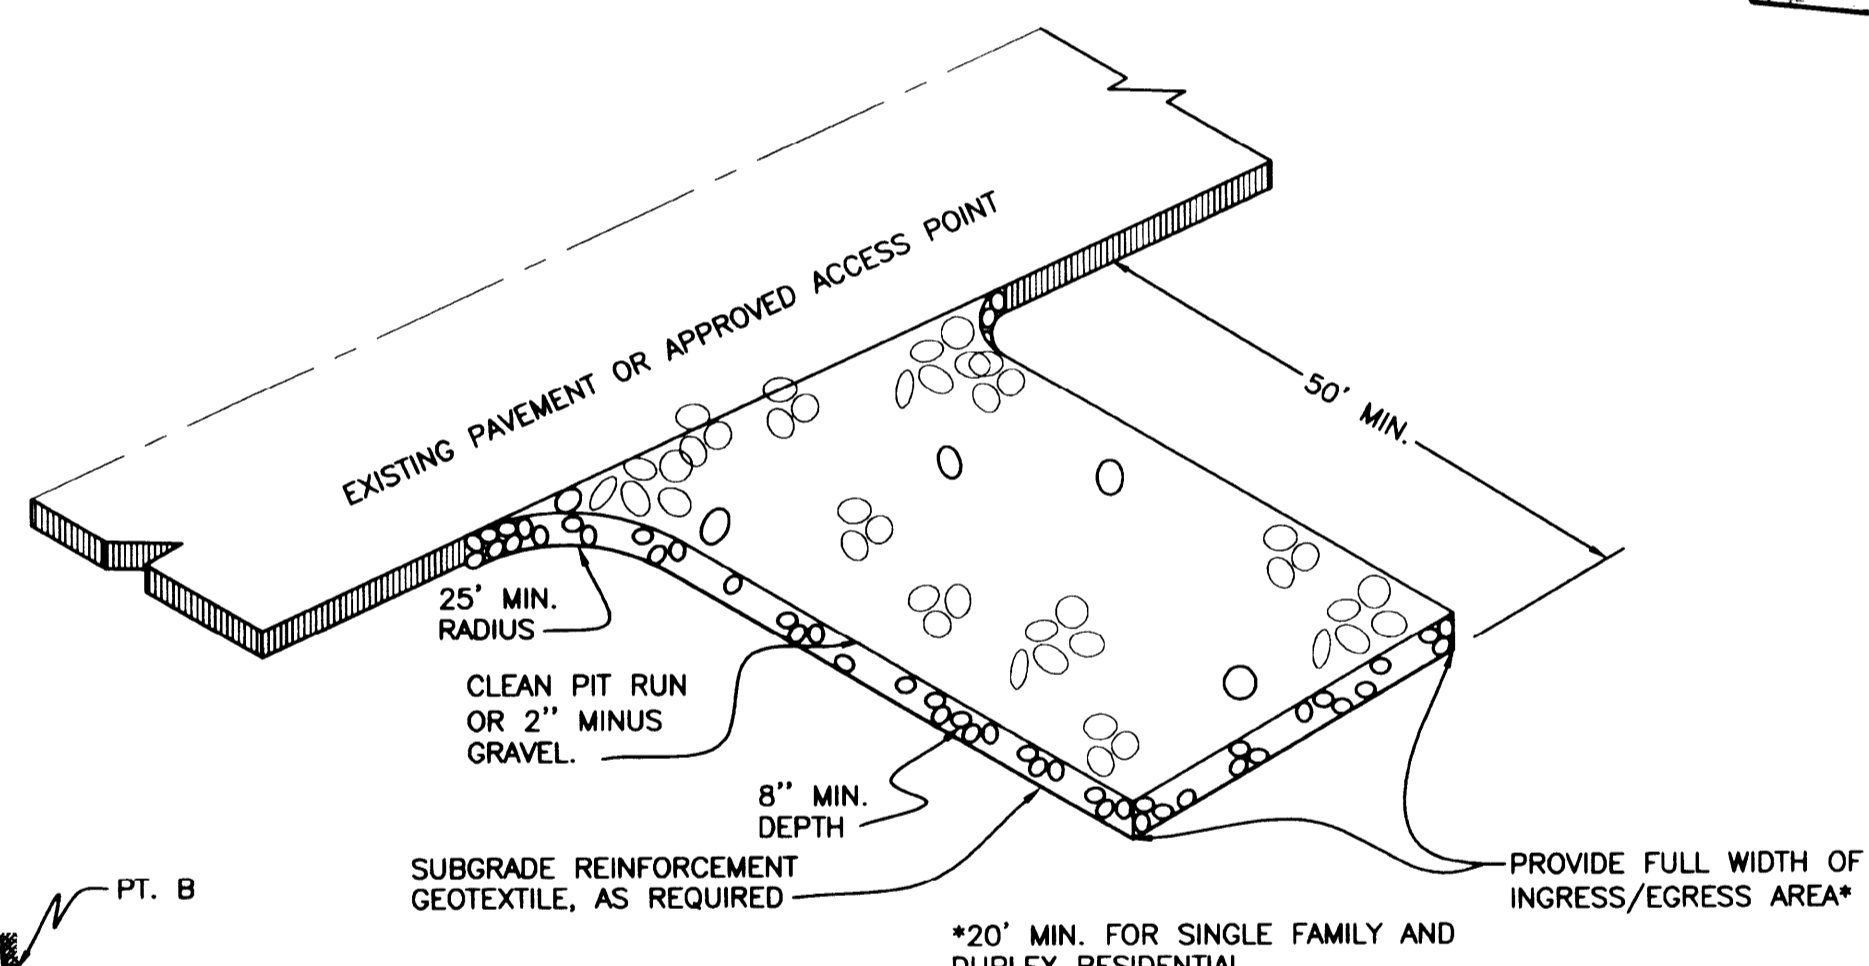 EXISTING PAVEMENT OR APPROVED ACCESS POINT
50' MIN.
25' MIN.
RADIUS
CLEAN PIT RUN
OR 2" MINUS
GRAVEL.
8" MIN.
DEPTH
SUBGRADE REINFORCEMENT
GEOTEXTILE, AS REQUIRED
PROVIDE FULL WIDTH OF
INGRESS/EGRESS AREA*
PT. B
*20' MIN. FOR SINGLE FAMILY AND
DUPLEX RESIDENTIAL